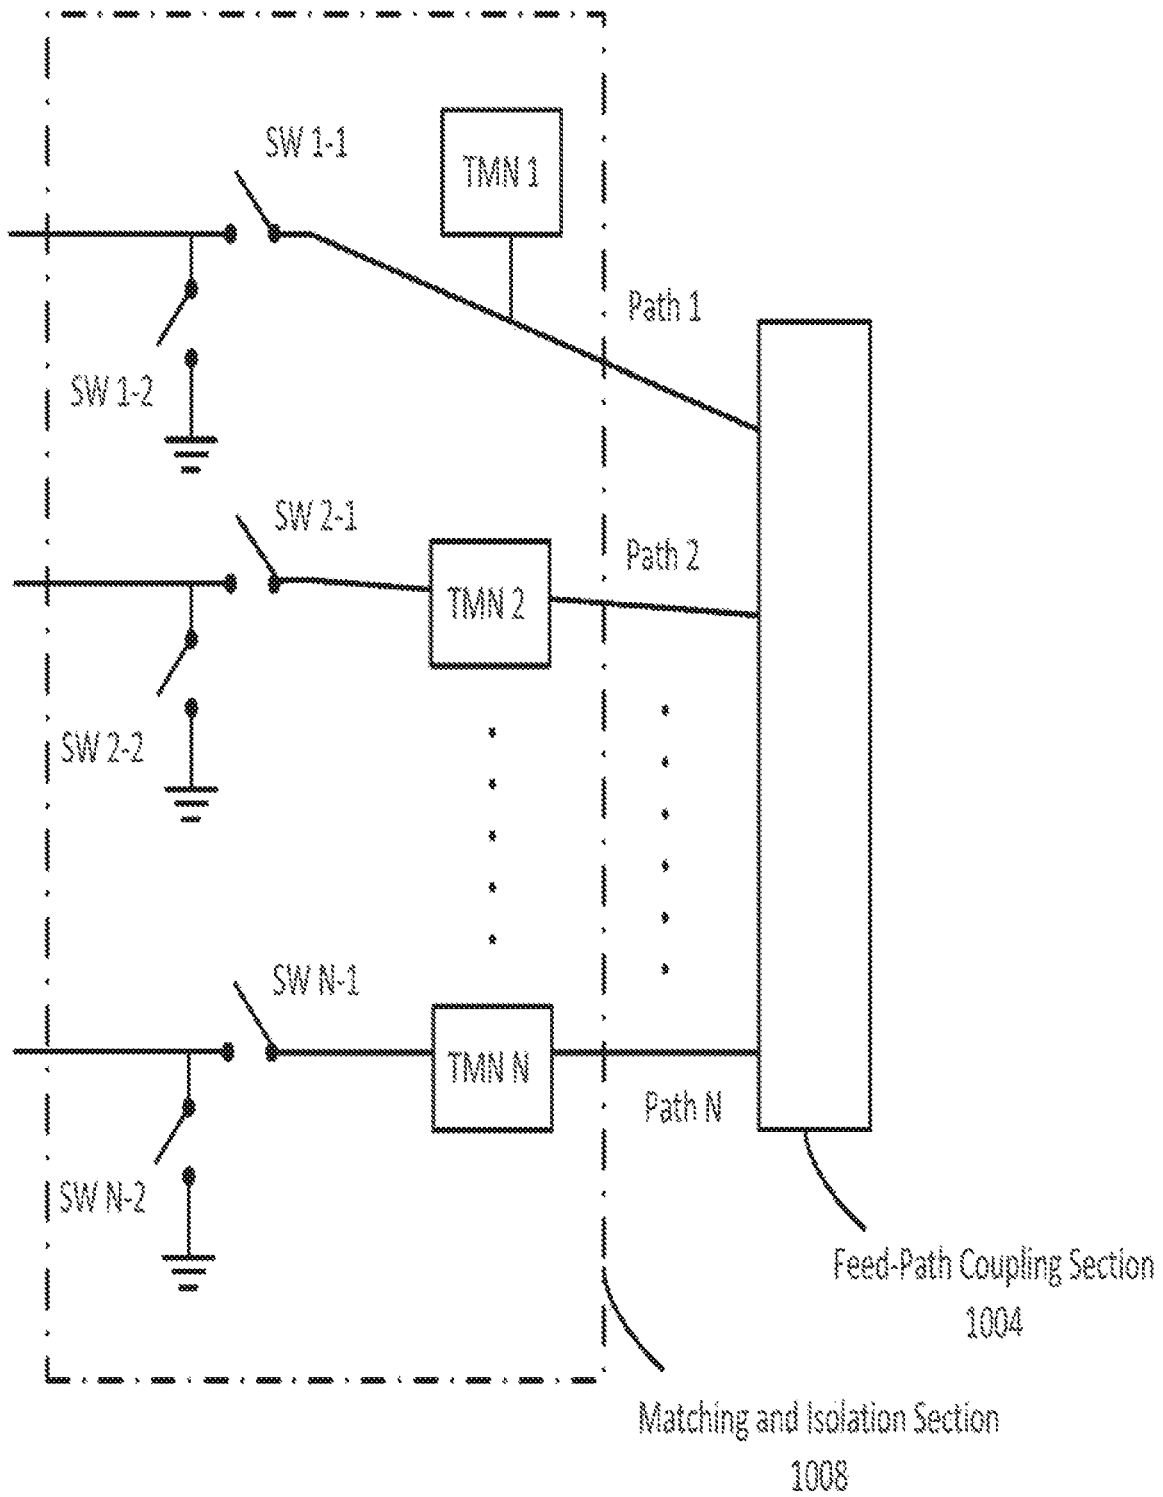 SW 1-1
TMN 1
Path 1
SW 1-2
SW 2-1
Path 2
TMN 2
SW 2-2
SW N-1
TMN N
Path N
SW N-2
Feed-Path Coupling Section
1004
Matching and Isolation Section
1008